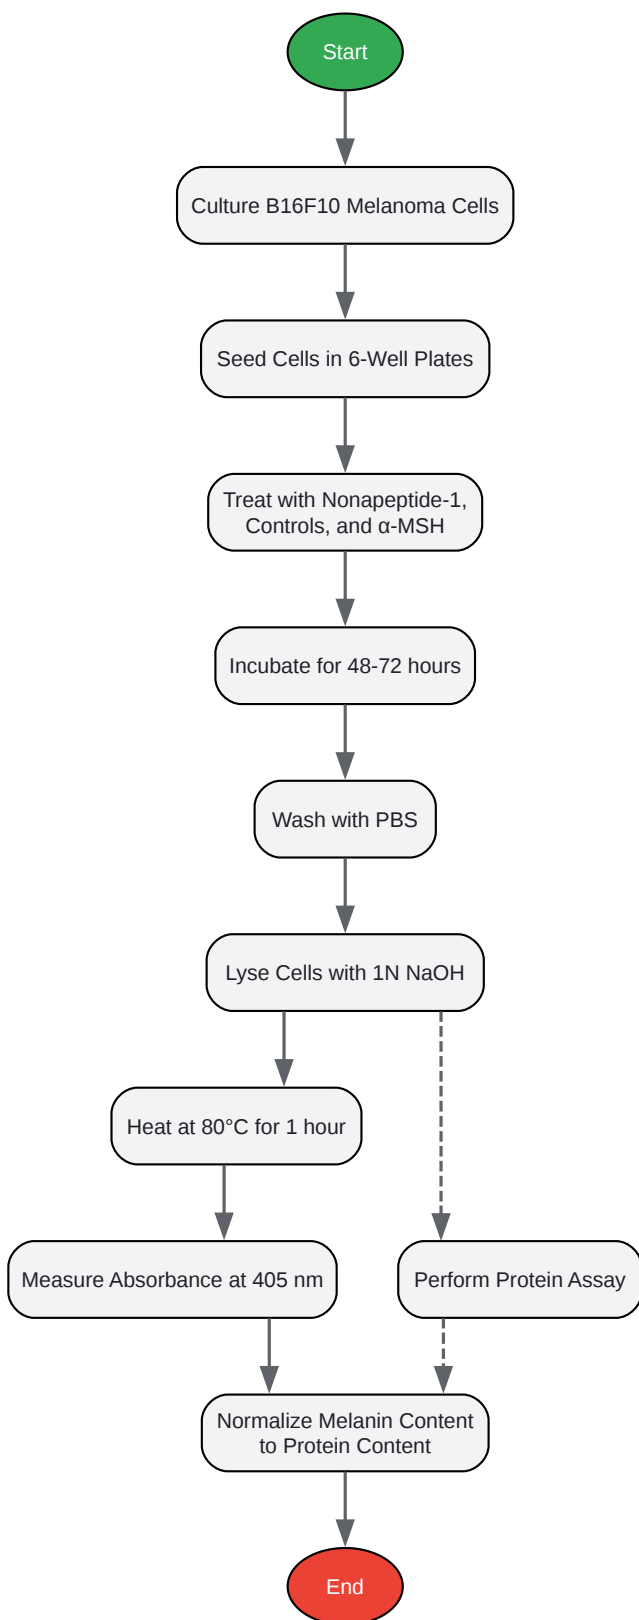 Start
Culture B16F10 Melanoma Cells
Seed Cells in 6-Well Plates
Treat with Nonapeptide-1,
Controls, and α-MSH
Incubate for 48-72 hours
Wash with PBS
Lyse Cells with 1N NaOH
Heat at 80°C for 1 hour
Measure Absorbance at 405 nm
Perform Protein Assay
Normalize Melanin Content
to Protein Content
End